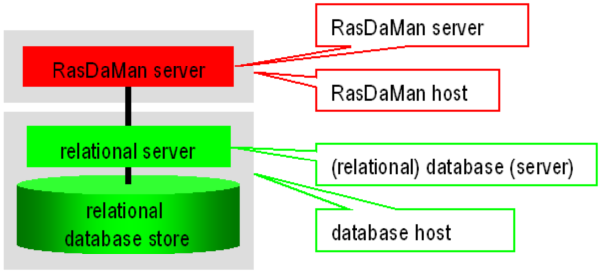 RasDaMan server
RasDaMan server
RasDaMan host
relational server
(relational) database (server)
relational
database store
database host